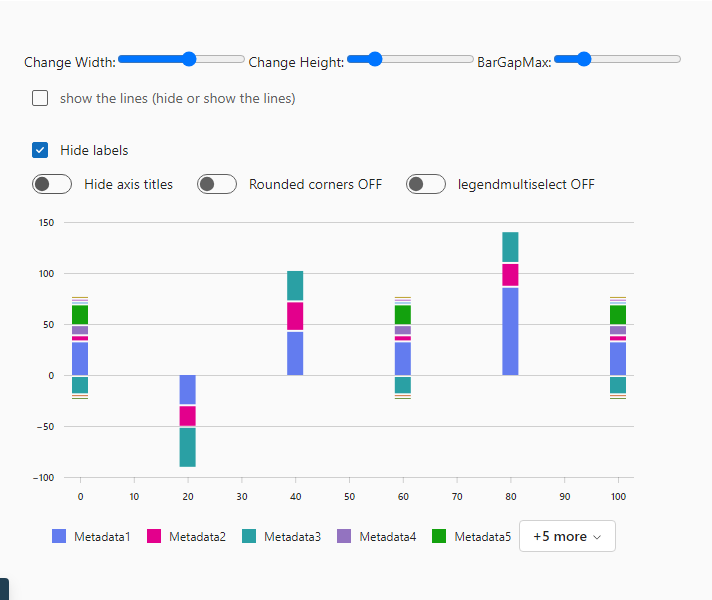 Change Width: Change Height: BarGapMax:
show the lines (hide or show the lines)
Hide labels
Hide axis titles Rounded corners OFF legendmultiselect OFF
150
100
50
0
−50
−100
0 10 20 30 40 50 60 70 80 90 100
Metadata1 Metadata2 Metadata3 Metadata4 Metadata5 +5 more